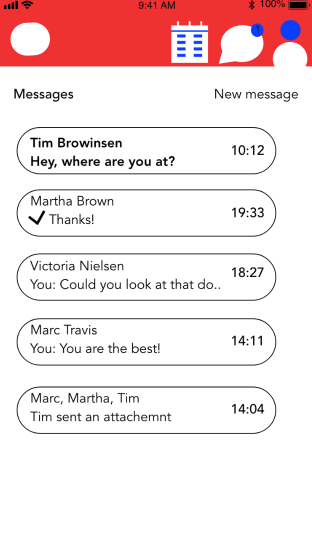 9:41 AM 100%
Messages New message
Tim Browinsen
Hey, where are you at? 10:12
Martha Brown
Thanks! 19:33
Victoria Nielsen
You: Could you look at that do.. 18:27
Marc Travis
You: You are the best! 14:11
Marc, Martha, Tim
Tim sent an attachemnt 14:04